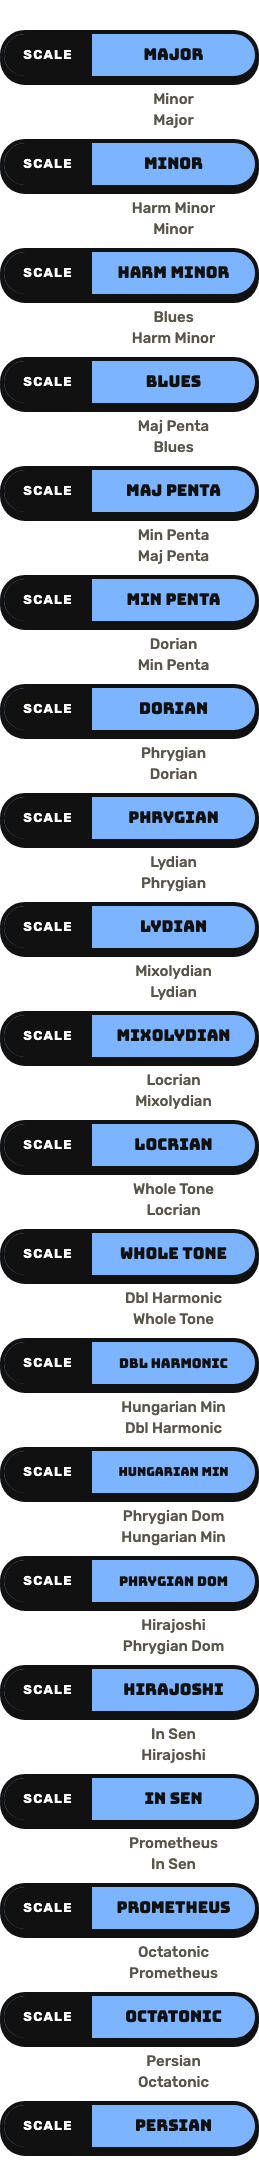 SCALE MAJOR
Minor
Major
SCALE MINOR
Harm Minor
Minor
SCALE HARM MINOR
Blues
Harm Minor
SCALE BLUES
Maj Penta
Blues
SCALE MAJ PENTA
Min Penta
Maj Penta
SCALE MIN PENTA
Dorian
Min Penta
SCALE DORIAN
Phrygian
Dorian
SCALE PHRYGIAN
Lydian
Phrygian
SCALE LYDIAN
Mixolydian
Lydian
SCALE MIXOLYDIAN
Locrian
Mixolydian
SCALE LOCRIAN
Whole Tone
Locrian
SCALE WHOLE TONE
Dbl Harmonic
Whole Tone
SCALE DBL HARMONIC
Hungarian Min
Dbl Harmonic
SCALE HUNGARIAN MIN
Phrygian Dom
Hungarian Min
SCALE PHRYGIAN DOM
Hirajoshi
Phrygian Dom
SCALE HIRAJOSHI
In Sen
Hirajoshi
SCALE IN SEN
Prometheus
In Sen
SCALE PROMETHEUS
Octatonic
Prometheus
SCALE OCTATONIC
Persian
Octatonic
SCALE PERSIAN